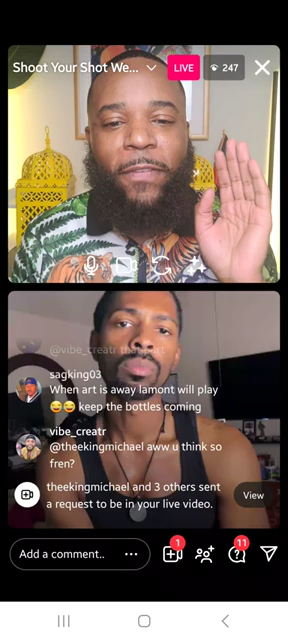 Shoot Your Shot We...
LIVE
247
@vibe_creatr that part
sagking03
When art is away lamont will play
😂😂 keep the bottles coming
vibe_creatr
@theekingmichael aww u think so
fren?
theekingmichael and 3 others sent
a request to be in your live video.
View
Add a comment..
1
11